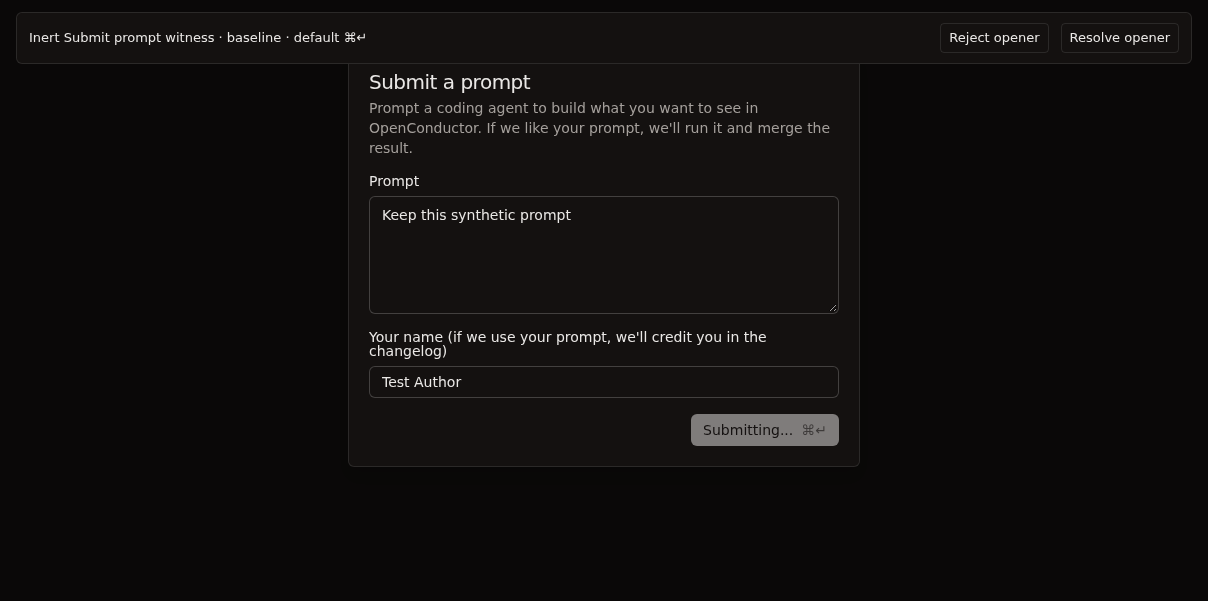 Inert Submit prompt witness · baseline · default ⌘↵
Reject opener
Resolve opener
Submit a prompt
Prompt a coding agent to build what you want to see in
OpenConductor. If we like your prompt, we'll run it and merge the
result.
Prompt
Keep this synthetic prompt
Your name (if we use your prompt, we'll credit you in the
changelog)
Test Author
Submitting... ⌘↵